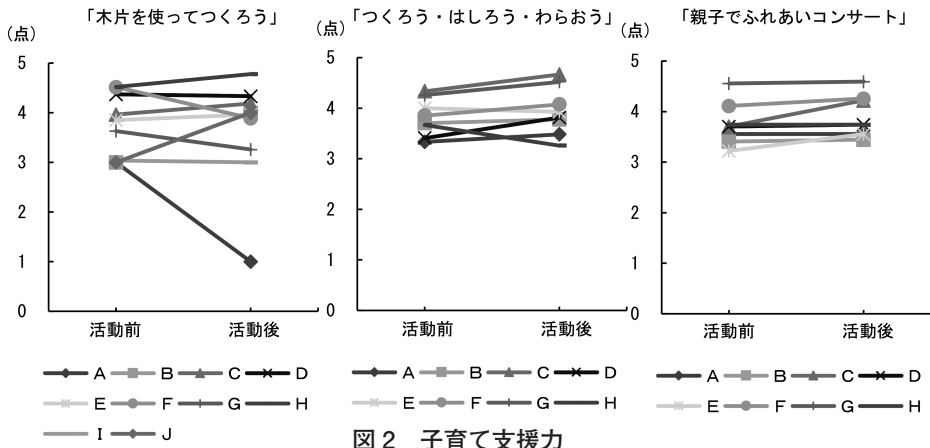 「木片を使ってつくろう」
(点)
5
4
3
2
1
0
活動前 活動後
A B C D
E F G H
I J
「つくろう・はしろう・わらおう」
(点)
5
4
3
2
1
0
活動前 活動後
A B C D
E F G H
「親子でふれあいコンサート」
(点)
5
4
3
2
1
0
活動前 活動後
A B C D
E F G H
図2 子育て支援力